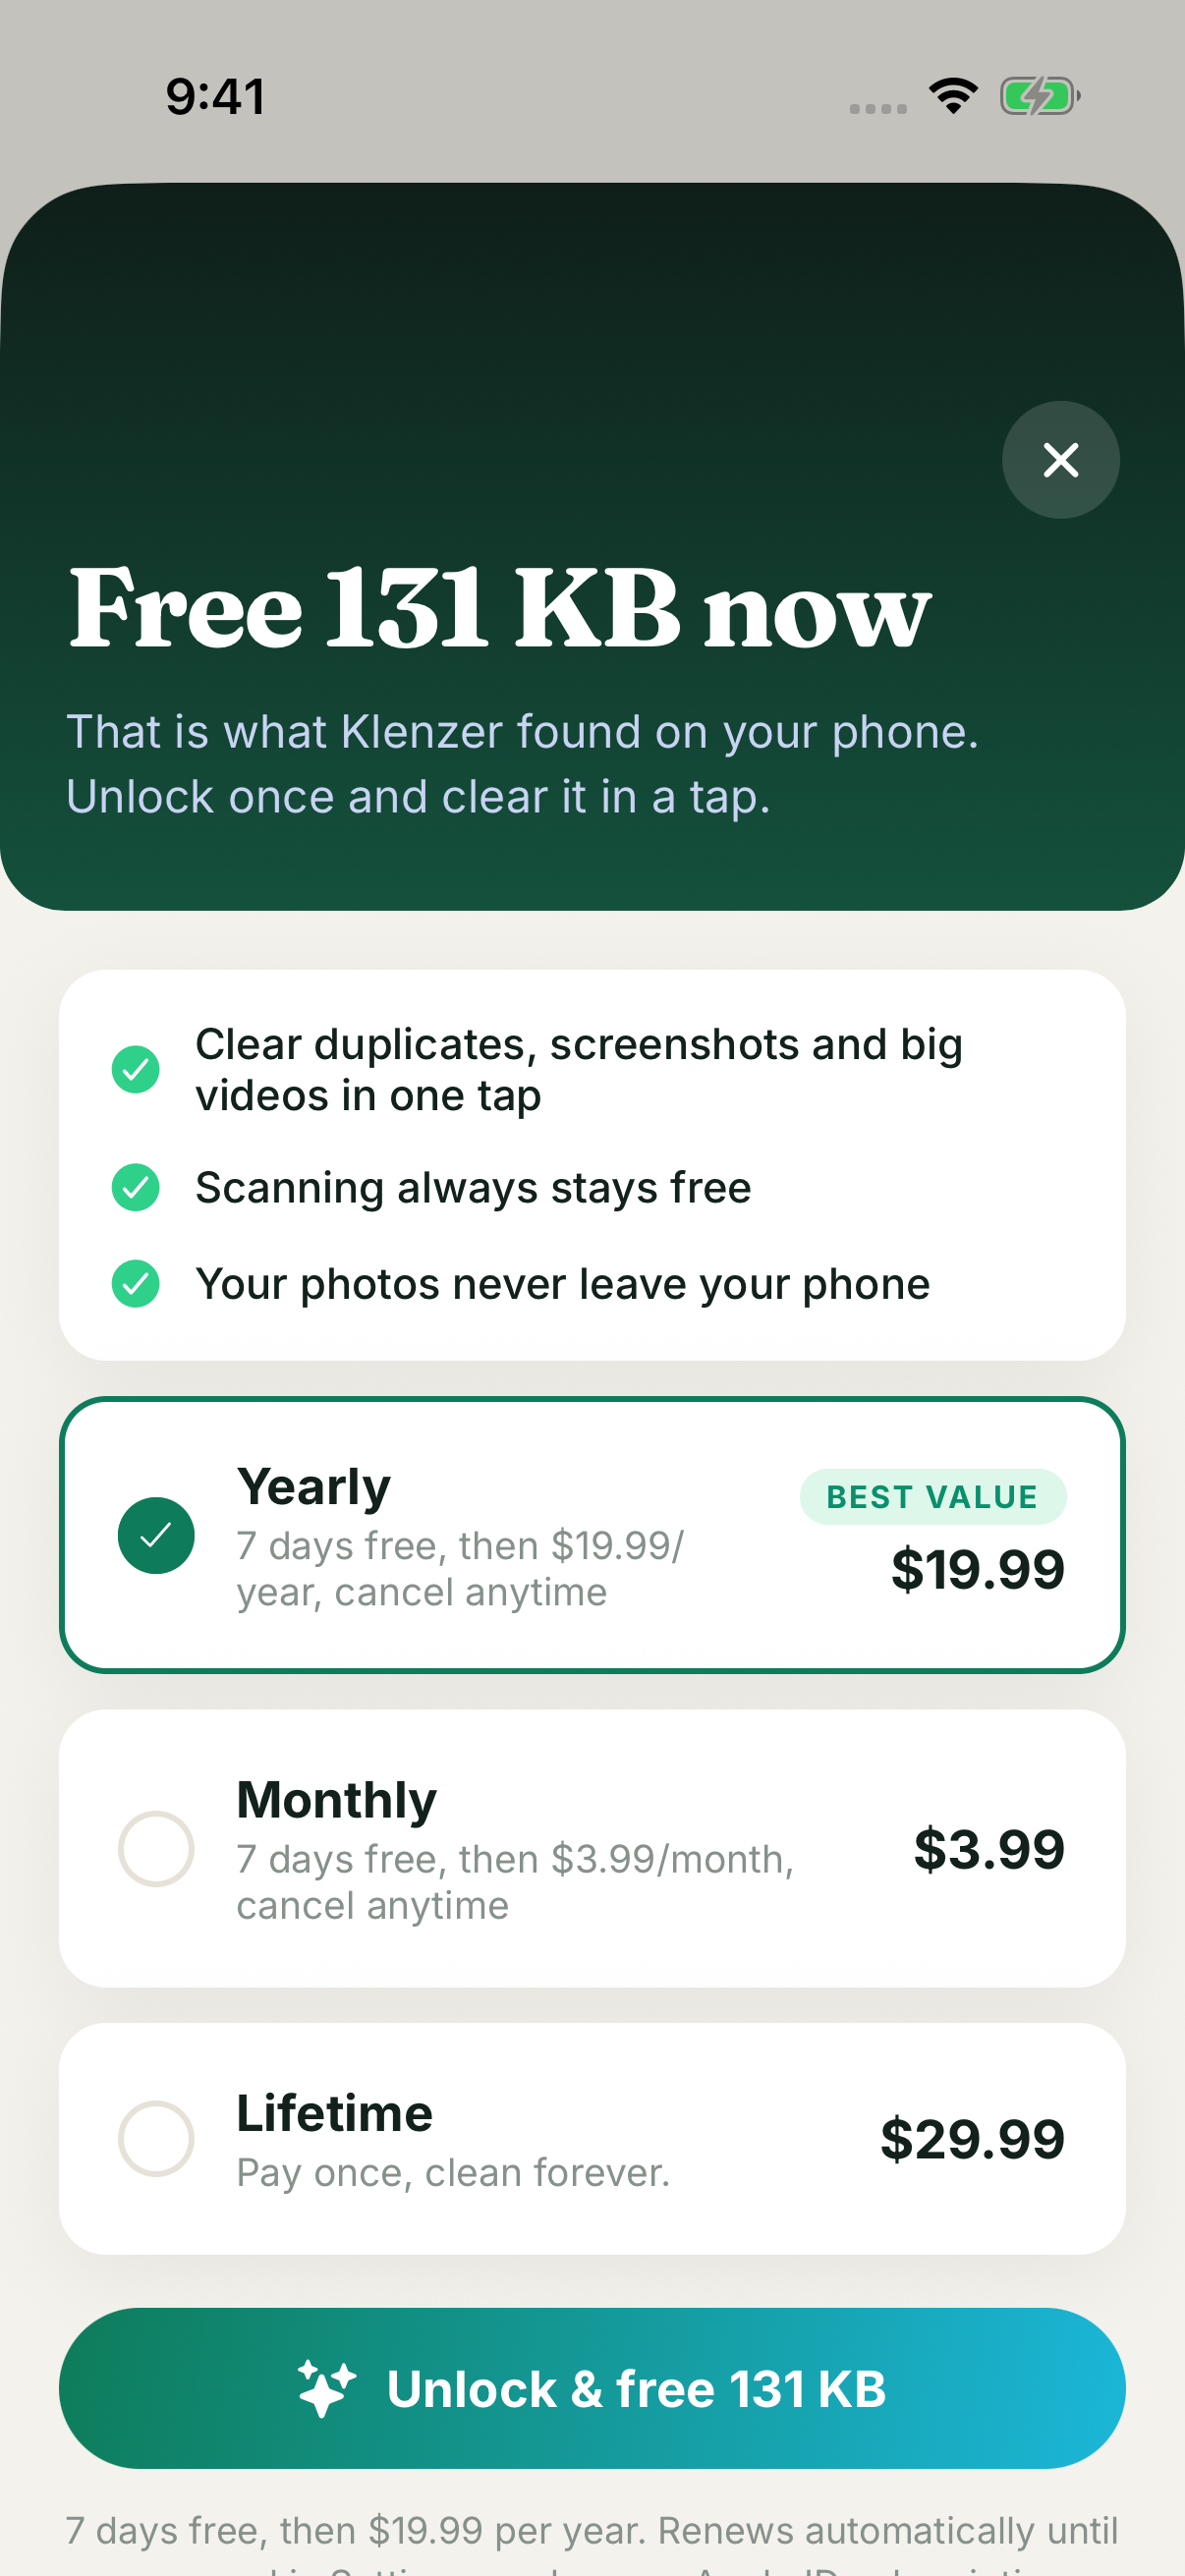 9:41
Free 131 KB now
That is what Klenzer found on your phone.
Unlock once and clear it in a tap.
Clear duplicates, screenshots and big
videos in one tap
Scanning always stays free
Your photos never leave your phone
Yearly
7 days free, then $19.99/
year, cancel anytime
BEST VALUE
$19.99
Monthly
7 days free, then $3.99/month,
cancel anytime
$3.99
Lifetime
Pay once, clean forever.
$29.99
Unlock & free 131 KB
7 days free, then $19.99 per year. Renews automatically until